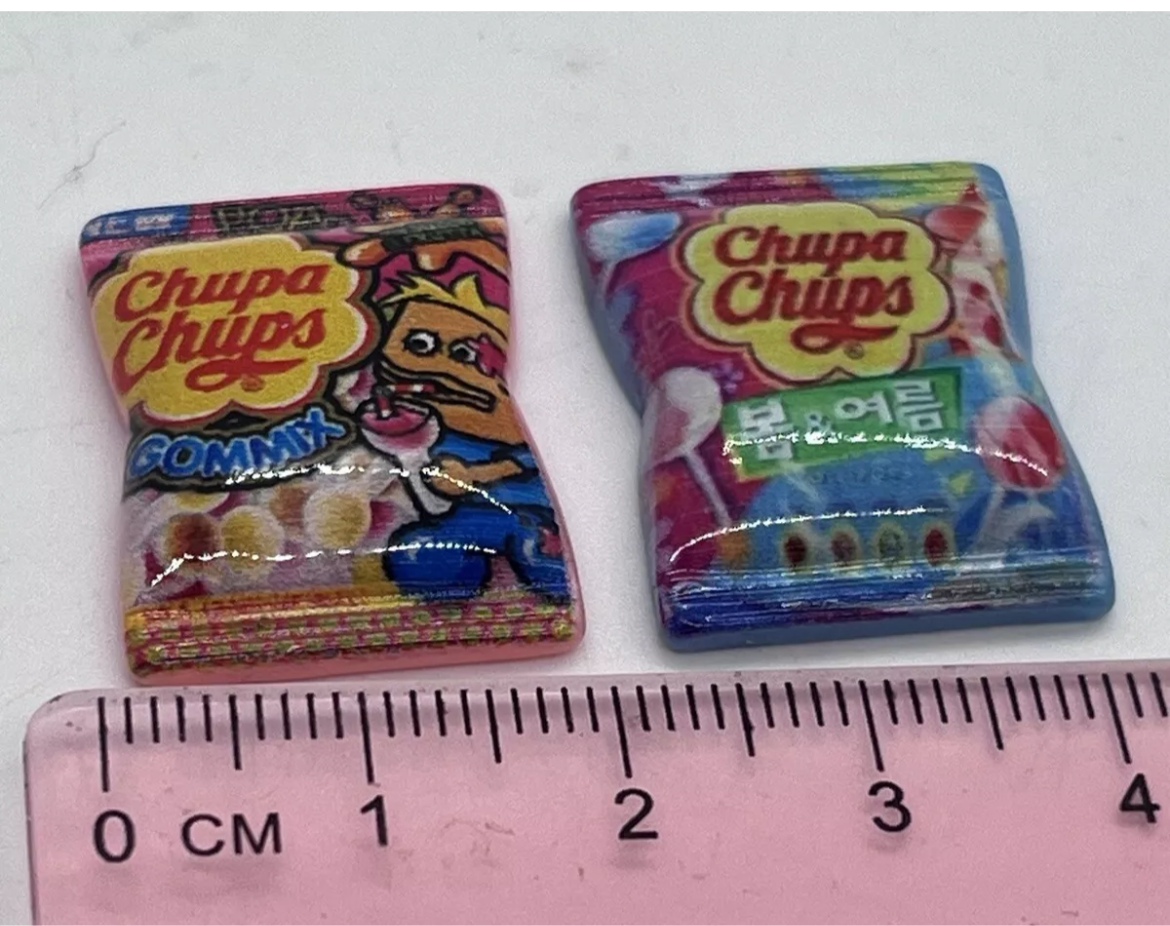 Chupa
Chups
GOMMIX
Chupa
Chups
봄 & 여름
0 CM 1 2 3 4